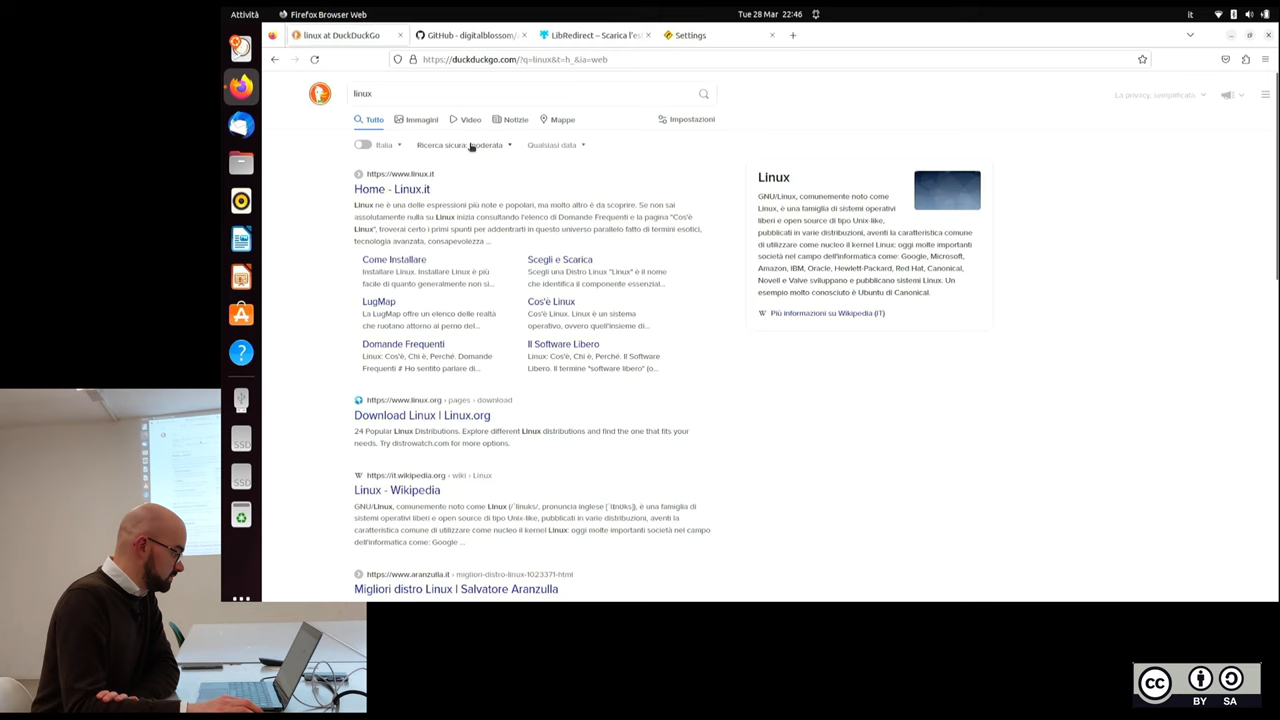 Attività
Firefox Browser Web
Tue 28 Mar 22:46
it
linux at DuckDuckGo
GitHub - digitalblossom/
LibRedirect – Scarica l'es
Settings
https://duckduckgo.com/?q=linux&t=h_&ia=web
linux
La privacy, semplificata
Tutto
Immagini
Video
Notizie
Mappe
Impostazioni
Italia
Ricerca sicura: moderata
Qualsiasi data
https://www.linux.it
Home - Linux.it
Linux ne è una delle espressioni più note e popolari, ma molto altro è da scoprire. Se non sai
assolutamente nulla su Linux inizia consultando l'elenco di Domande Frequenti e la pagina "Cos'è
Linux", troverai certo i primi spunti per addentrarti in questo universo parallelo fatto di termini esotici,
tecnologia avanzata, consapevolezza ...
Come Installare
Installare Linux. Installare Linux è più
facile di quanto generalmente non si...
Scegli e Scarica
Scegli una Distro Linux "Linux" è il nome
che identifica il componente essenzial...
LugMap
La LugMap offre un elenco delle realtà
che ruotano attorno al perno del...
Cos'è Linux
Cos'è Linux. Linux è un sistema
operativo, ovvero quell'insieme di...
Domande Frequenti
Linux: Cos'è, Chi è, Perché. Domande
Frequenti # Ho sentito parlare di...
Il Software Libero
Linux: Cos'è, Chi è, Perché. Il Software
Libero. Il termine "software libero" (o...
https://www.linux.org › pages › download
Download Linux | Linux.org
24 Popular Linux Distributions. Explore different Linux distributions and find the one that fits your
needs. Try distrowatch.com for more options.
https://it.wikipedia.org › wiki › Linux
Linux - Wikipedia
GNU/Linux, comunemente noto come Linux (/ˈlinuks/, pronuncia inglese [ˈlɪnʊks]), è una famiglia di
sistemi operativi liberi e open source di tipo Unix-like, pubblicati in varie distribuzioni, aventi la
caratteristica comune di utilizzare come nucleo il kernel Linux: oggi molte importanti società nel campo
dell'informatica come: Google ...
https://www.aranzulla.it › migliori-distro-linux-1023371-html
Migliori distro Linux | Salvatore Aranzulla
Linux
GNU/Linux, comunemente noto come
Linux, è una famiglia di sistemi operativi
liberi e open source di tipo Unix-like,
pubblicati in varie distribuzioni, aventi la caratteristica comune
di utilizzare come nucleo il kernel Linux: oggi molte importanti
società nel campo dell'informatica come: Google, Microsoft,
Amazon, IBM, Oracle, Hewlett-Packard, Red Hat, Canonical,
Novell e Valve sviluppano e pubblicano sistemi Linux. Un
esempio molto conosciuto è Ubuntu di Canonical.
W Più informazioni su Wikipedia (IT)
SSD
SSD
CC
BY SA